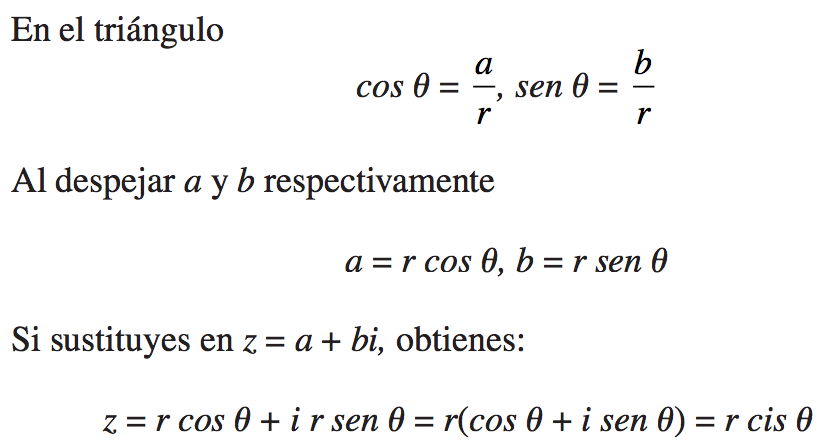 En el triángulo
cos θ = a/r, sen θ = b/r
Al despejar a y b respectivamente
a = r cos θ, b = r sen θ
Si sustituyes en z = a + bi, obtienes:
z = r cos θ + i r sen θ = r(cos θ + i sen θ) = r cis θ